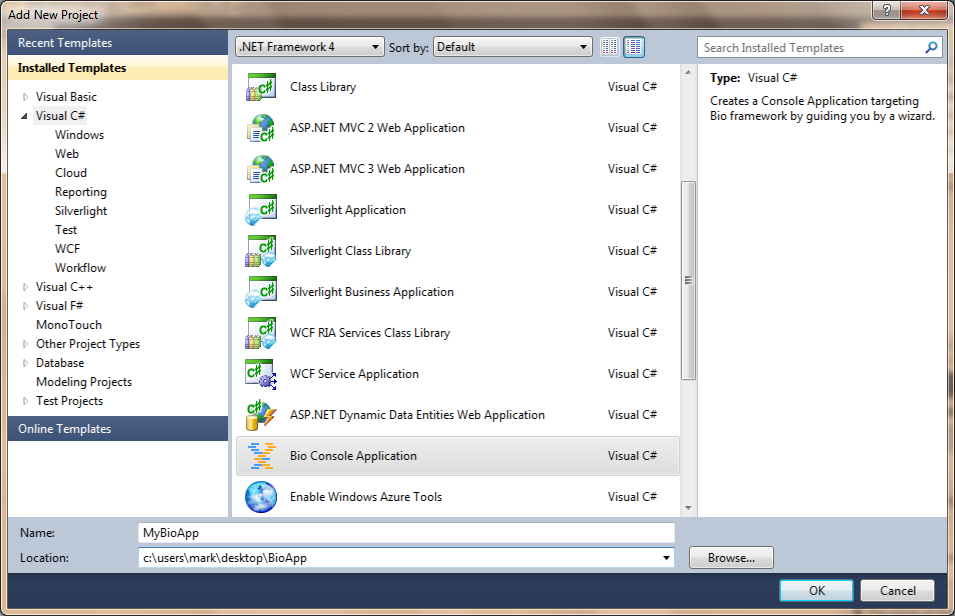 Add New Project
Recent Templates
Installed Templates
Visual Basic
Visual C#
Windows
Web
Cloud
Reporting
Silverlight
Test
WCF
Workflow
Visual C++
Visual F#
MonoTouch
Other Project Types
Database
Modeling Projects
Test Projects
Online Templates
.NET Framework 4 Sort by: Default
Class Library Visual C#
ASP.NET MVC 2 Web Application Visual C#
ASP.NET MVC 3 Web Application Visual C#
Silverlight Application Visual C#
Silverlight Class Library Visual C#
Silverlight Business Application Visual C#
WCF RIA Services Class Library Visual C#
WCF Service Application Visual C#
ASP.NET Dynamic Data Entities Web Application Visual C#
Bio Console Application Visual C#
Enable Windows Azure Tools Visual C#
Search Installed Templates
Type: Visual C#
Creates a Console Application targeting
Bio framework by guiding you by a wizard.
Name: MyBioApp
Location: c:\users\mark\desktop\BioApp
Browse...
OK Cancel